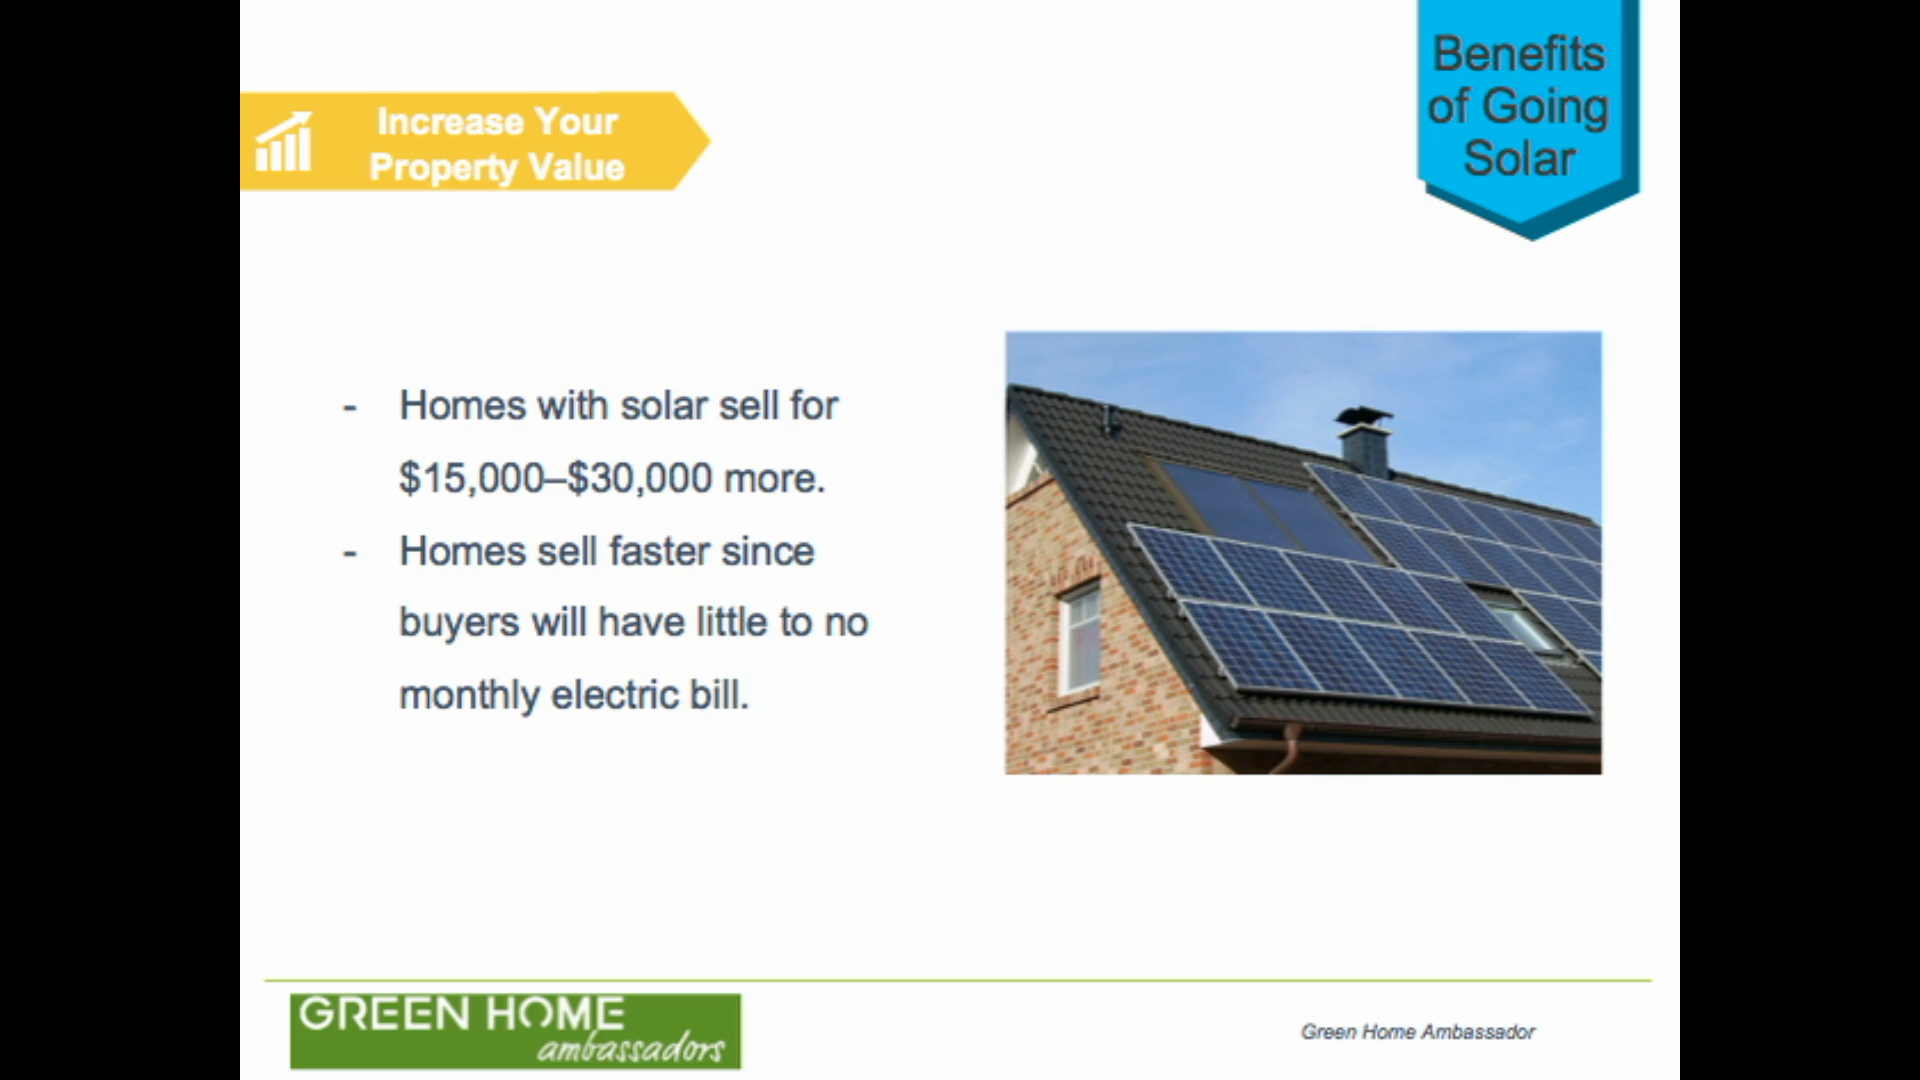 Benefits
of Going
Solar
Increase Your
Property Value
- Homes with solar sell for
$15,000–$30,000 more.
- Homes sell faster since
buyers will have little to no
monthly electric bill.
GREEN HOME
ambassadors
Green Home Ambassador